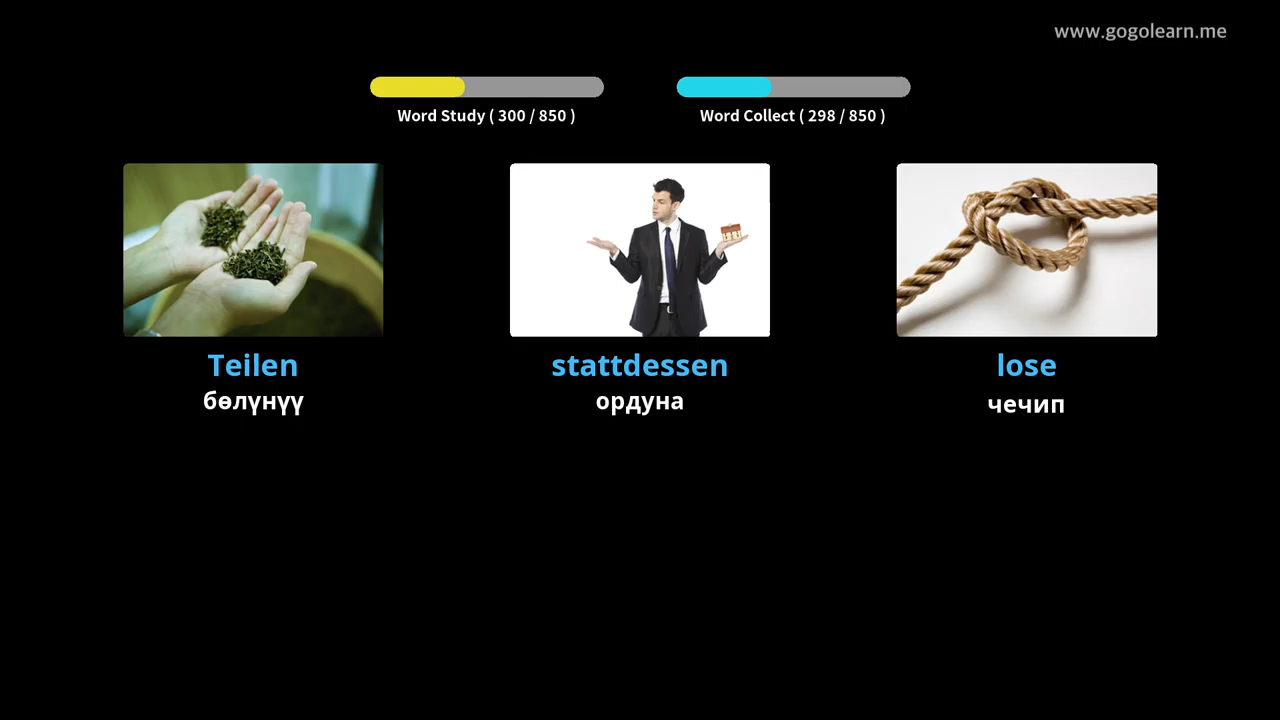 www.gogolearn.me
Word Study ( 300 / 850 )
Word Collect ( 298 / 850 )
Teilen
бөлүнүү
stattdessen
ордуна
lose
чечип